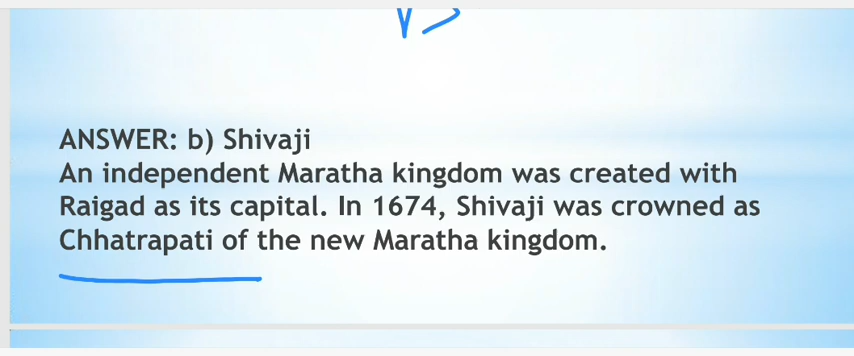 ANSWER: b) Shivaji
An independent Maratha kingdom was created with
Raigad as its capital. In 1674, Shivaji was crowned as
Chhatrapati of the new Maratha kingdom.